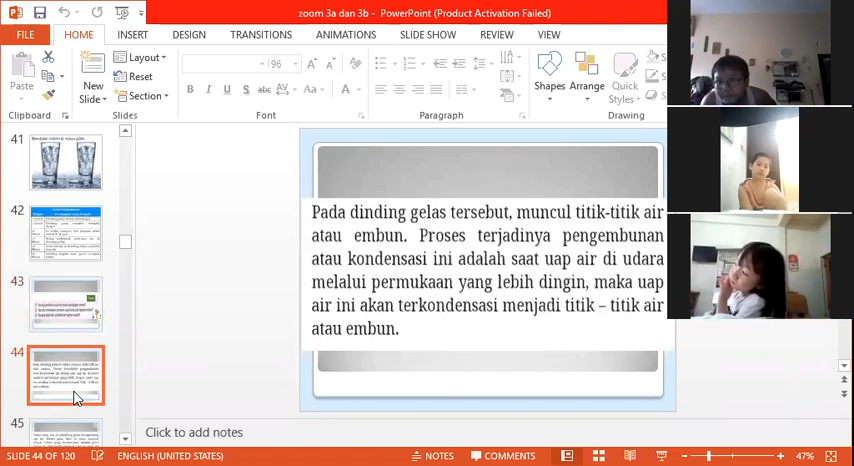 zoom 3a dan 3b - PowerPoint (Product Activation Failed)
FILE HOME INSERT DESIGN TRANSITIONS ANIMATIONS SLIDE SHOW REVIEW VIEW
Paste
New
Slide
Layout
Reset
Section
96
B I U S abc AV Aa A
Shapes
Arrange
Quick
Styles
Clipboard Slides Font Paragraph Drawing
41
42
43
44
45
Pada dinding gelas tersebut, muncul titik-titik air
atau embun. Proses terjadinya pengembunan
atau kondensasi ini adalah saat uap air di udara
melalui permukaan yang lebih dingin, maka uap
air ini akan terkondensasi menjadi titik – titik air
atau embun.
Click to add notes
SLIDE 44 OF 120 ENGLISH (UNITED STATES) NOTES COMMENTS 47%